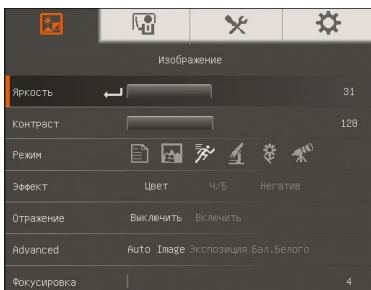 Изображение
Яркость 31
Контраст 128
Режим
Эффект Цвет Ч/Б Негатив
Отражение Выключить Включить
Advanced Auto Image Экспозиция Бал.Белого
Фокусировка 4